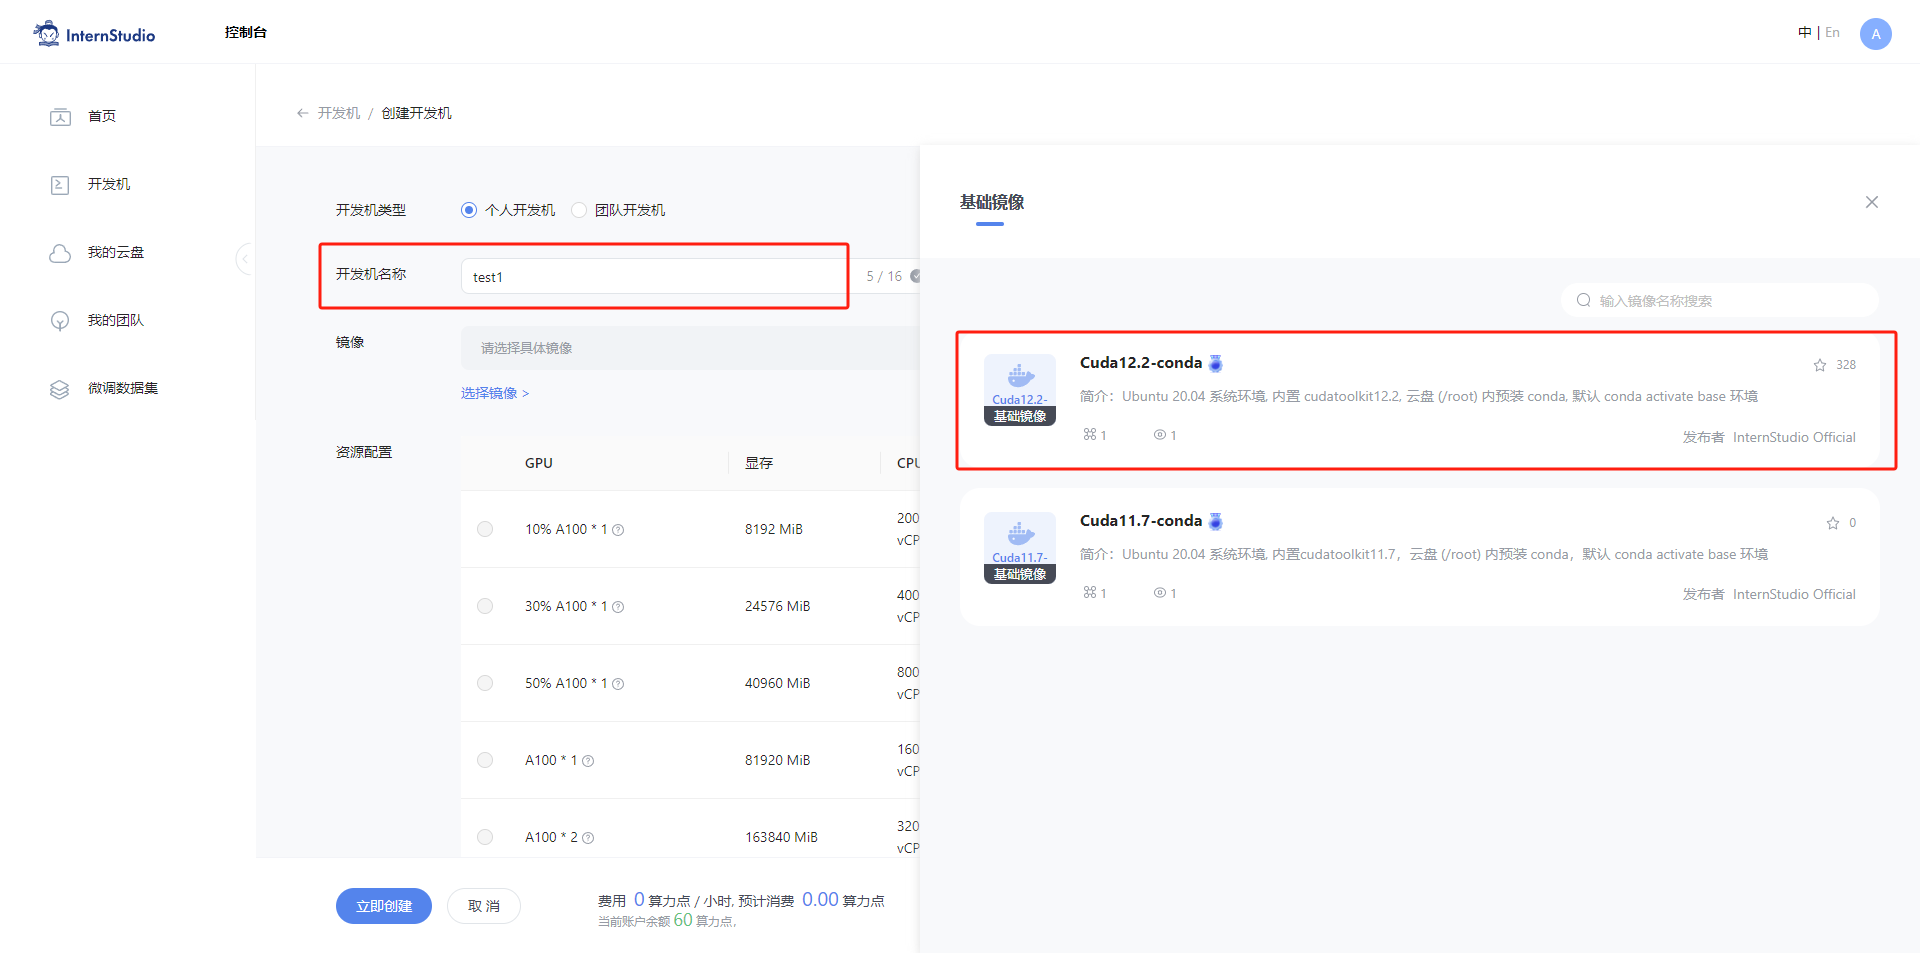 InternStudio
控制台
中 | En
A
首页
开发机
我的云盘
我的团队
微调数据集
← 开发机 / 创建开发机
开发机类型
个人开发机
团队开发机
开发机名称
test1
5 / 16
镜像
请选择具体镜像
选择镜像 >
资源配置
GPU
显存
CPU
10% A100 * 1
8192 MiB
200
vCP
30% A100 * 1
24576 MiB
400
vCP
50% A100 * 1
40960 MiB
800
vCP
A100 * 1
81920 MiB
160
vCP
A100 * 2
163840 MiB
320
vCP
立即创建
取 消
费用 0 算力点 / 小时, 预计消费 0.00 算力点
当前账户余额 60 算力点,
基础镜像
输入镜像名称搜索
Cuda12.2-
基础镜像
Cuda12.2-conda
328
简介：Ubuntu 20.04 系统环境, 内置 cudatoolkit12.2, 云盘 (/root) 内预装 conda, 默认 conda activate base 环境
1
1
发布者 InternStudio Official
Cuda11.7-
基础镜像
Cuda11.7-conda
0
简介：Ubuntu 20.04 系统环境, 内置cudatoolkit11.7，云盘 (/root) 内预装 conda，默认 conda activate base 环境
1
1
发布者 InternStudio Official